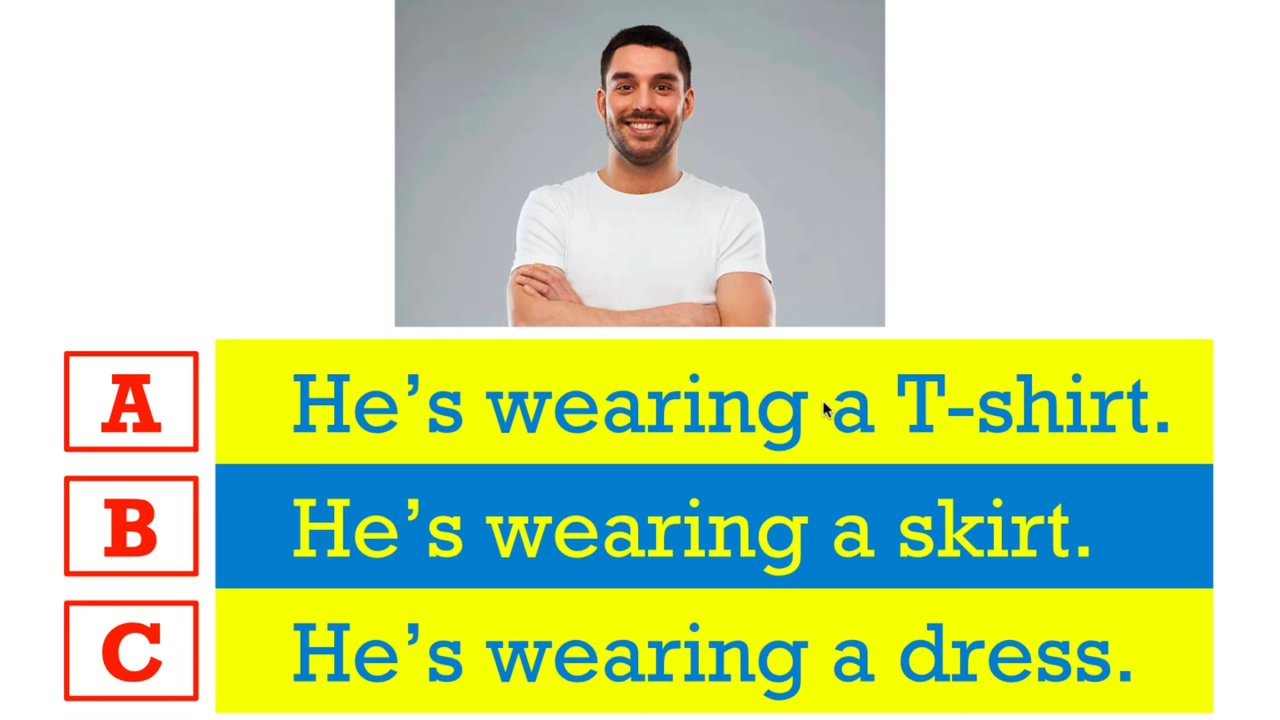 A He’s wearing a T-shirt.
B He’s wearing a skirt.
C He’s wearing a dress.